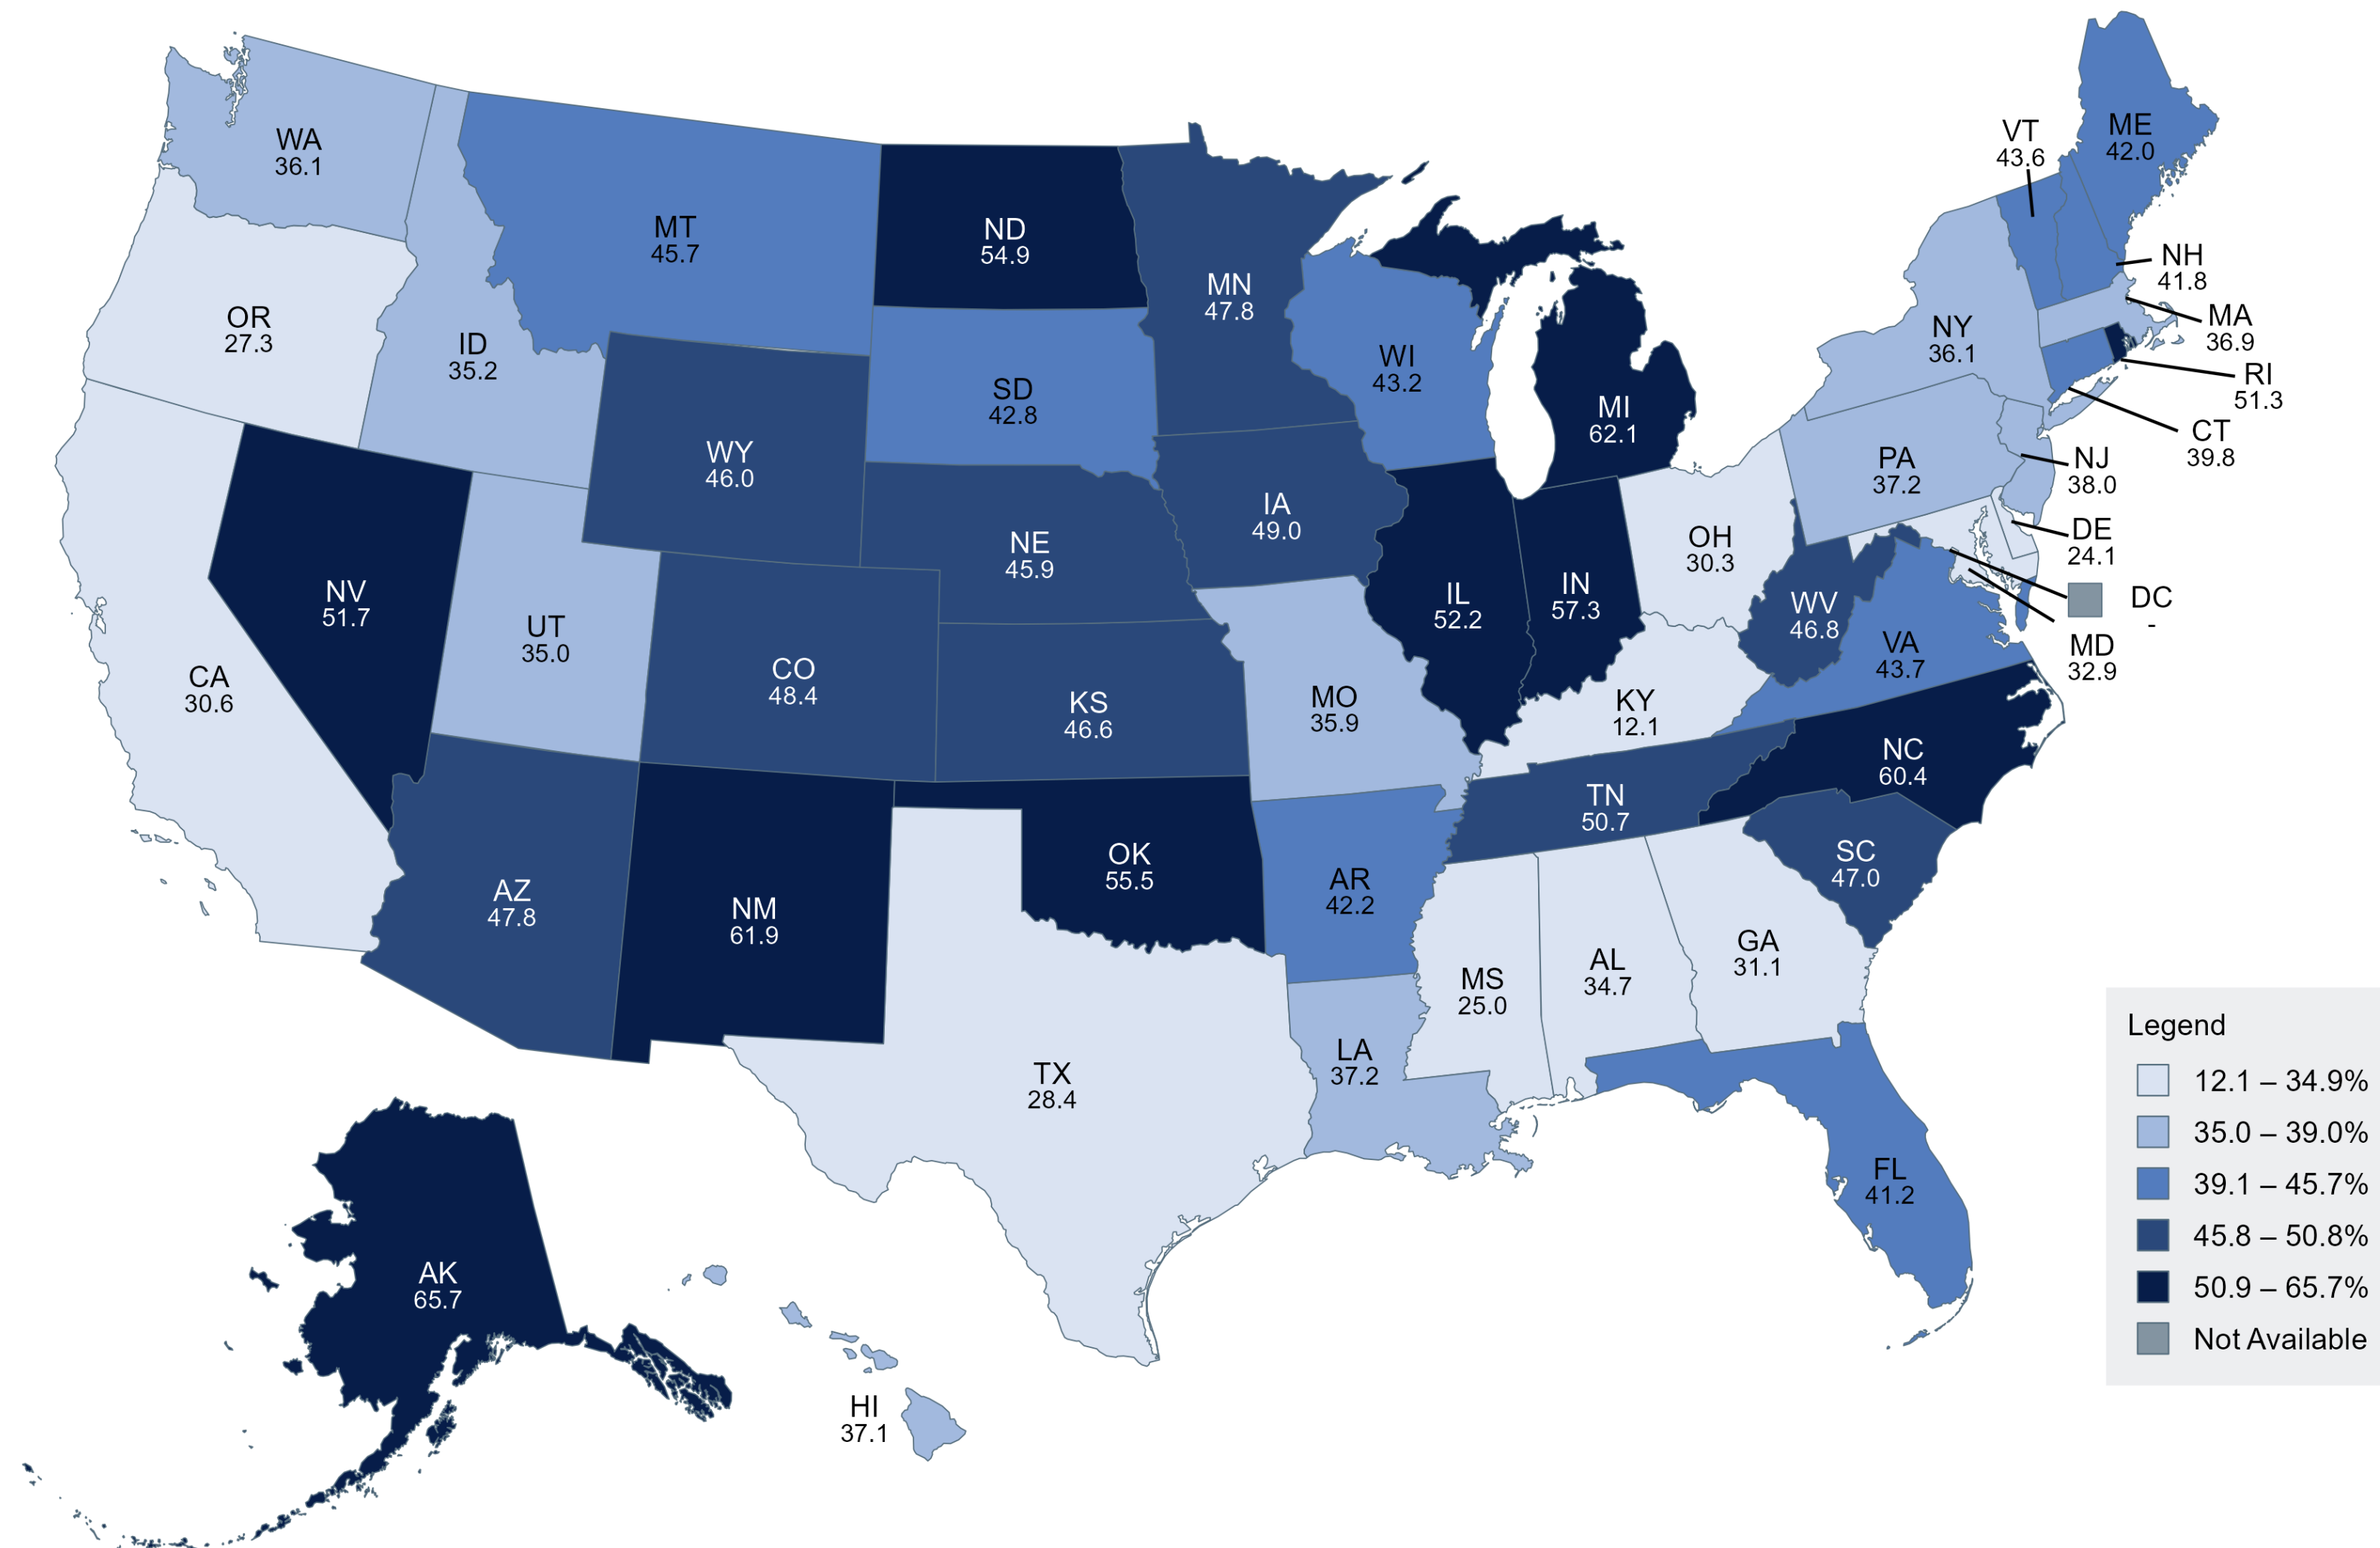 WA
36.1
OR
27.3
CA
30.6
ID
35.2
NV
51.7
MT
45.7
WY
46.0
UT
35.0
CO
48.4
AZ
47.8
NM
61.9
ND
54.9
SD
42.8
NE
45.9
KS
46.6
OK
55.5
TX
28.4
MN
47.8
IA
49.0
MO
35.9
AR
42.2
LA
37.2
WI
43.2
IL
52.2
MI
62.1
IN
57.3
OH
30.3
KY
12.1
TN
50.7
MS
25.0
AL
34.7
GA
31.1
FL
41.2
SC
47.0
NC
60.4
VA
43.7
WV
46.8
PA
37.2
NY
36.1
VT
43.6
ME
42.0
NH
41.8
MA
36.9
RI
51.3
CT
39.8
NJ
38.0
DE
24.1
DC
-
MD
32.9
AK
65.7
HI
37.1
Legend
12.1 – 34.9%
35.0 – 39.0%
39.1 – 45.7%
45.8 – 50.8%
50.9 – 65.7%
Not Available